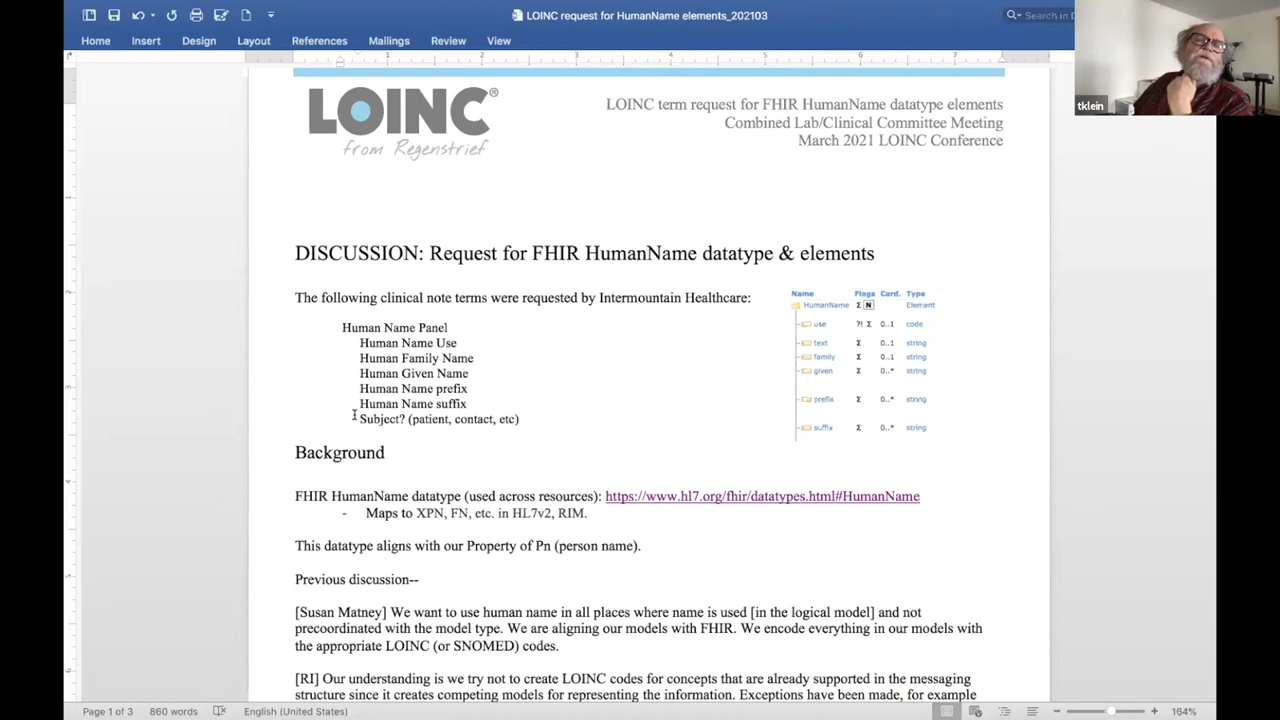 LOINC request for HumanName elements_202103
Search in D
Home Insert Design Layout References Mailings Review View
tklein
1 2 3 4 5 6 7
LOINC®
from Regenstrief
LOINC term request for FHIR HumanName datatype elements
Combined Lab/Clinical Committee Meeting
March 2021 LOINC Conference
DISCUSSION: Request for FHIR HumanName datatype & elements
The following clinical note terms were requested by Intermountain Healthcare:
Human Name Panel
Human Name Use
Human Family Name
Human Given Name
Human Name prefix
Human Name suffix
Subject? (patient, contact, etc)
Name Flags Card. Type
HumanName Σ N Element
use ?! Σ 0..1 code
text Σ 0..1 string
family Σ 0..1 string
given Σ 0..* string
prefix Σ 0..* string
suffix Σ 0..* string
Background
FHIR HumanName datatype (used across resources): https://www.hl7.org/fhir/datatypes.html#HumanName
- Maps to XPN, FN, etc. in HL7v2, RIM.
This datatype aligns with our Property of Pn (person name).
Previous discussion--
[Susan Matney] We want to use human name in all places where name is used [in the logical model] and not
precoordinated with the model type. We are aligning our models with FHIR. We encode everything in our models with
the appropriate LOINC (or SNOMED) codes.
[RI] Our understanding is we try not to create LOINC codes for concepts that are already supported in the messaging
structure since it creates competing models for representing the information. Exceptions have been made, for example
Page 1 of 3 860 words English (United States) 164%